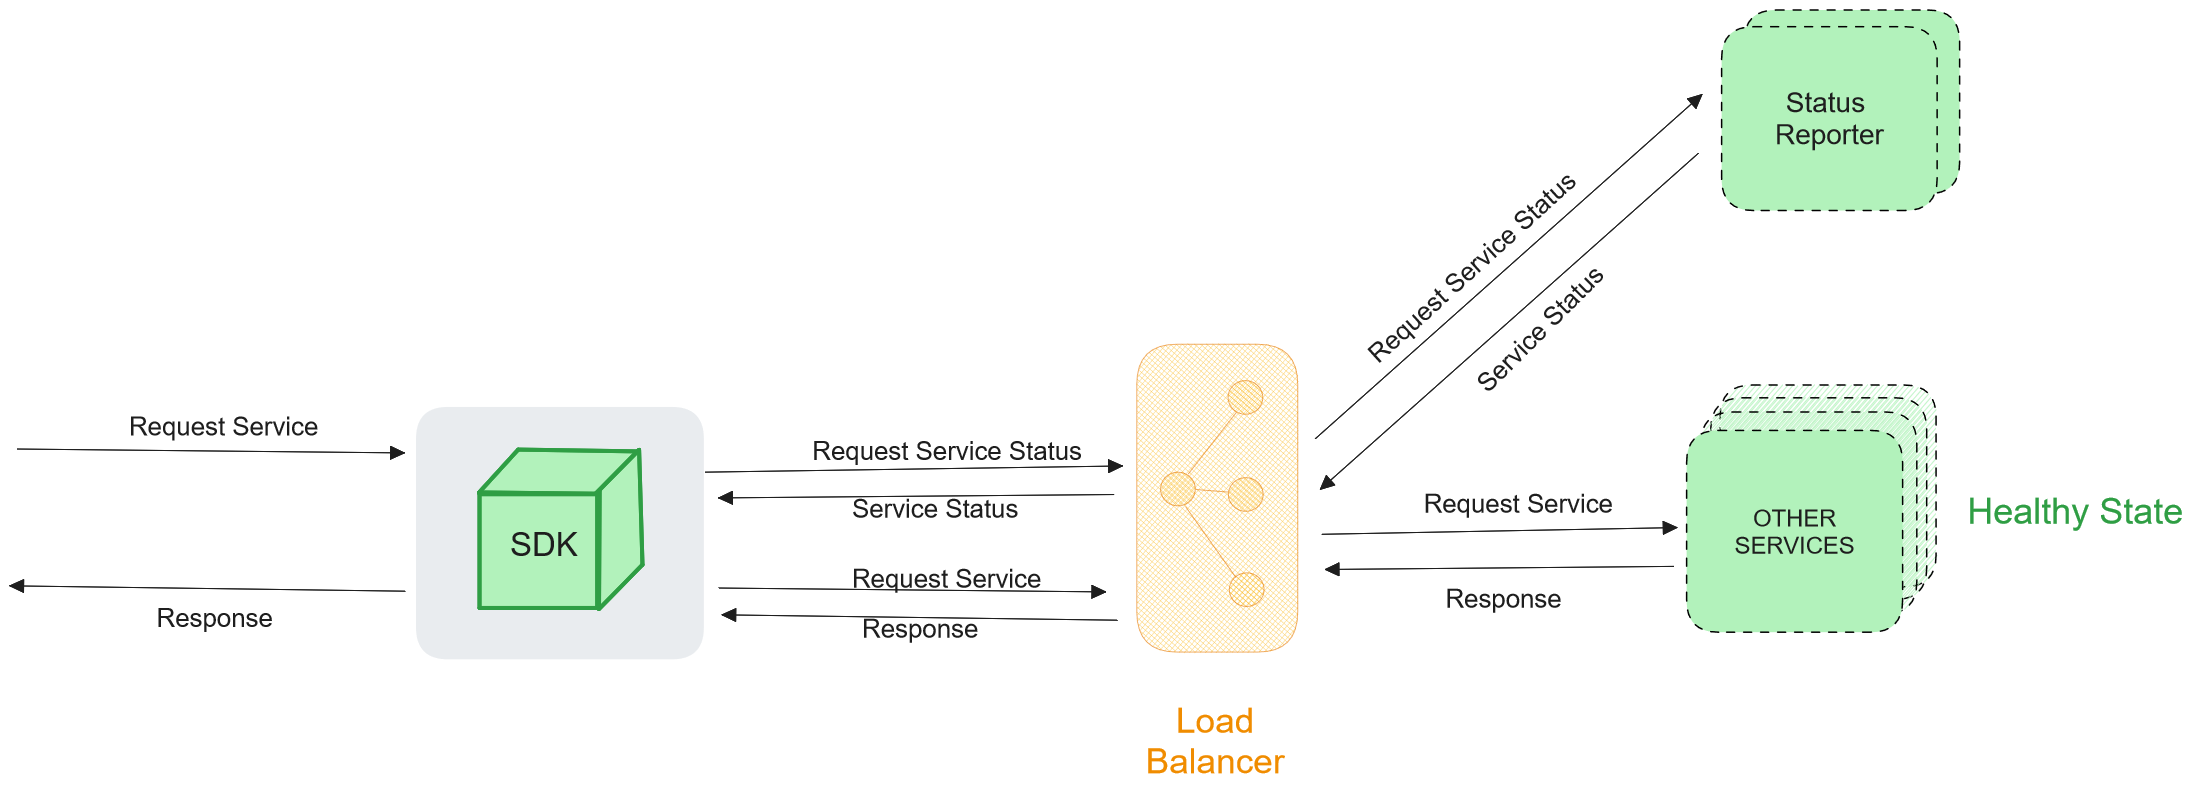 Status
Reporter
Request Service Status
Service Status
Request Service
Request Service Status
Service Status
SDK
Request Service
Response
Response
Request Service
Response
OTHER
SERVICES
Healthy State
Load
Balancer